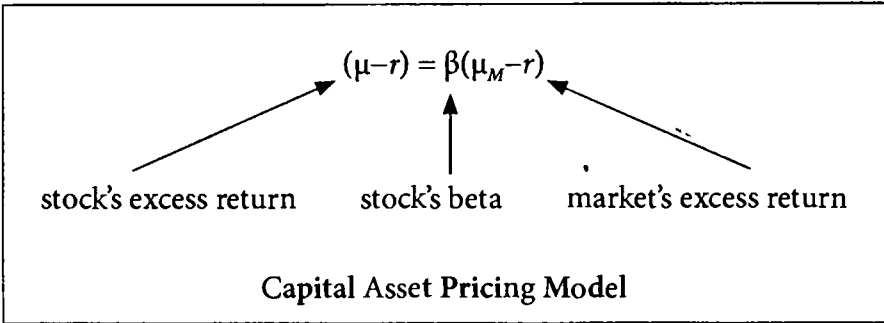 (μ–r) = β(μ_M–r)
stock's excess return stock's beta market's excess return
Capital Asset Pricing Model